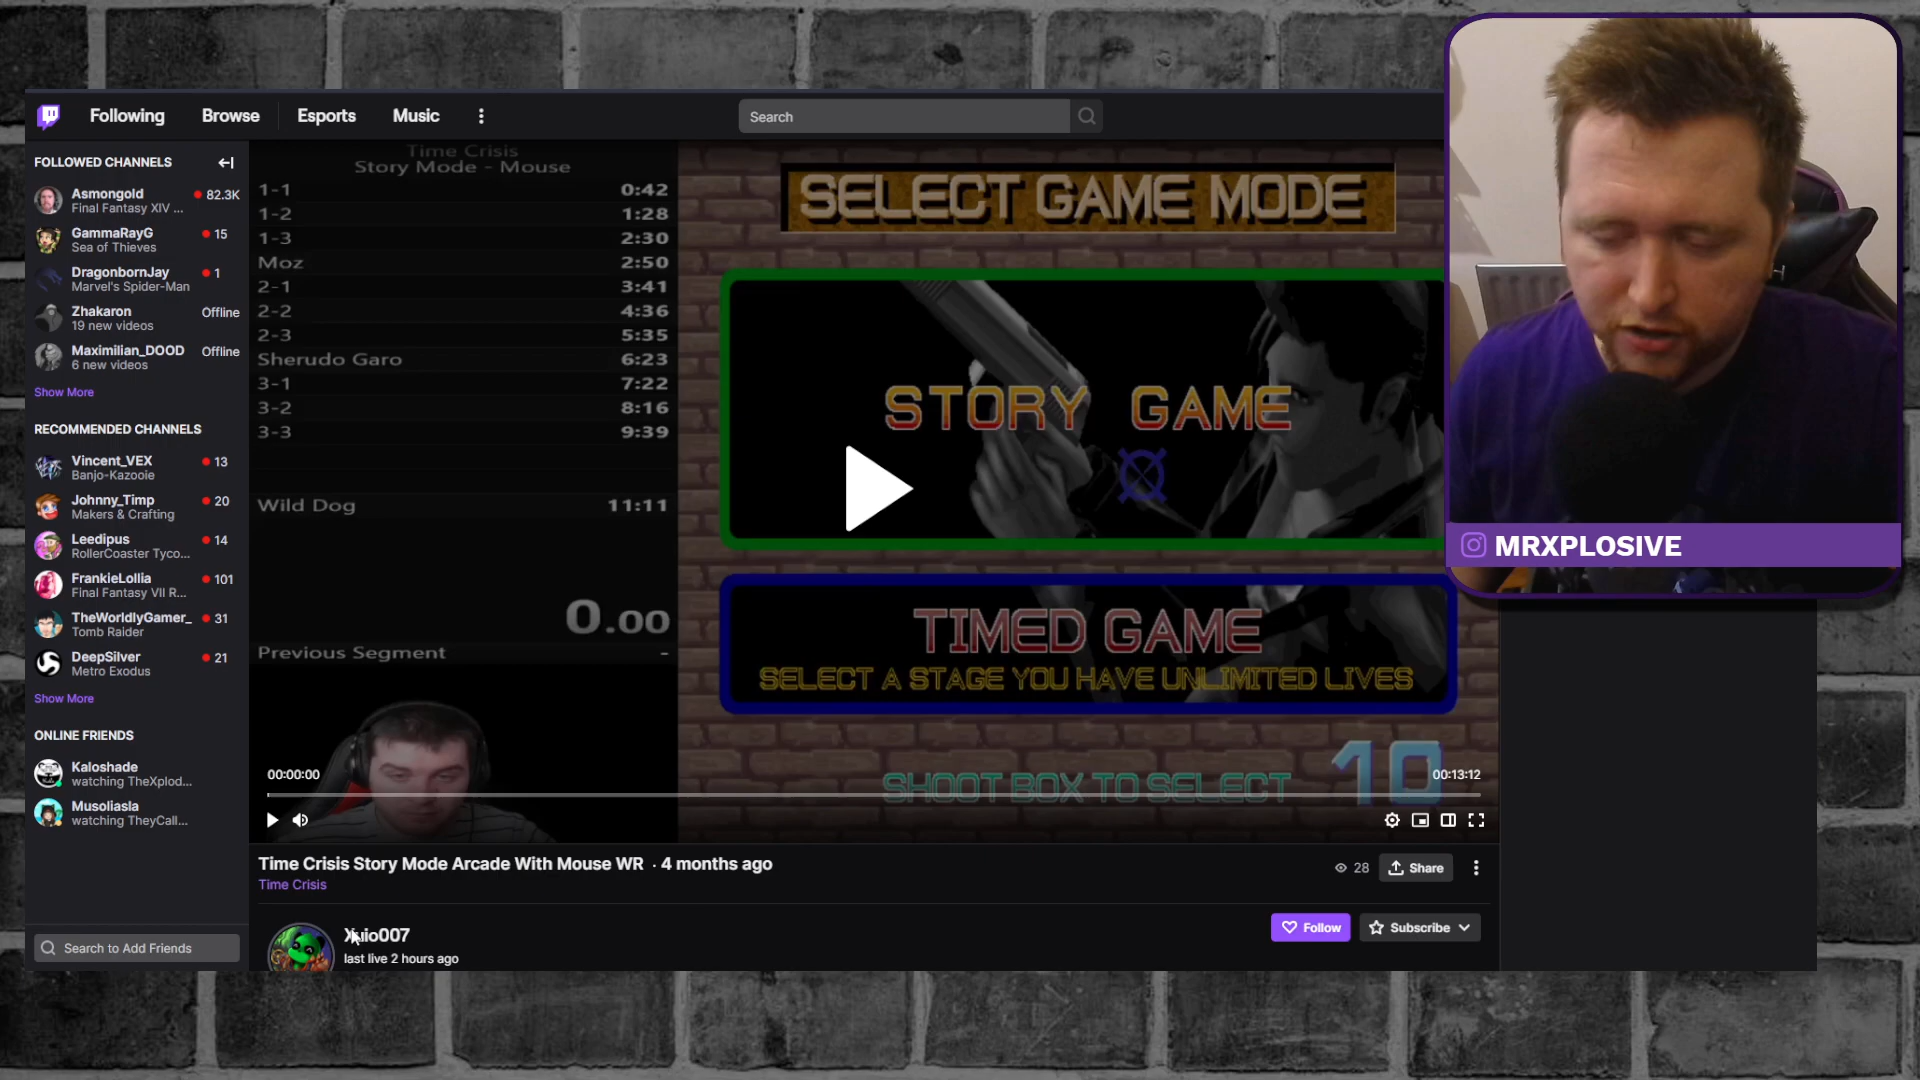 Following
Browse
Esports
Music
Search
FOLLOWED CHANNELS
Asmongold
82.3K
Final Fantasy XIV ...
GammaRayG
15
Sea of Thieves
DragonbornJay
1
Marvel's Spider-Man
Zhakaron
Offline
19 new videos
Maximilian_DOOD
Offline
6 new videos
Show More
RECOMMENDED CHANNELS
Vincent_VEX
13
Banjo-Kazooie
Johnny_Timp
20
Makers & Crafting
Leedipus
14
RollerCoaster Tyco...
FrankieLollia
101
Final Fantasy VII R...
TheWorldlyGamer_
31
Tomb Raider
DeepSilver
21
Metro Exodus
Show More
ONLINE FRIENDS
Kaloshade
watching TheXplod...
Musoliasla
watching TheyCall...
Search to Add Friends
Time Crisis
Story Mode - Mouse
1-1 0:42
1-2 1:28
1-3 2:30
Moz 2:50
2-1 3:41
2-2 4:36
2-3 5:35
Sherudo Garo 6:23
3-1 7:22
3-2 8:16
3-3 9:39
Wild Dog 11:11
0.00
Previous Segment -
SELECT GAME MODE
STORY GAME
TIMED GAME
SELECT A STAGE YOU HAVE UNLIMITED LIVES
SHOOT BOX TO SELECT
10
00:00:00
00:13:12
Time Crisis Story Mode Arcade With Mouse WR · 4 months ago
Time Crisis
28
Share
last live 2 hours ago
Follow
Subscribe
MRXPLOSIVE